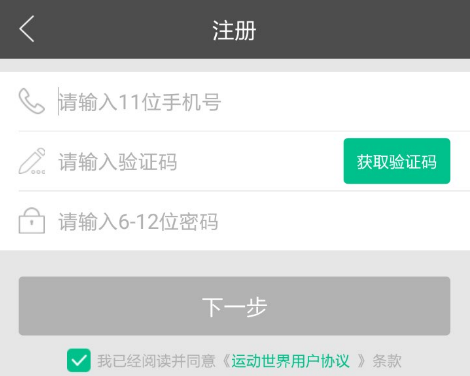 注册
请输入11位手机号
请输入验证码 获取验证码
请输入6-12位密码
下一步
我已经阅读并同意《运动世界用户协议 》条款